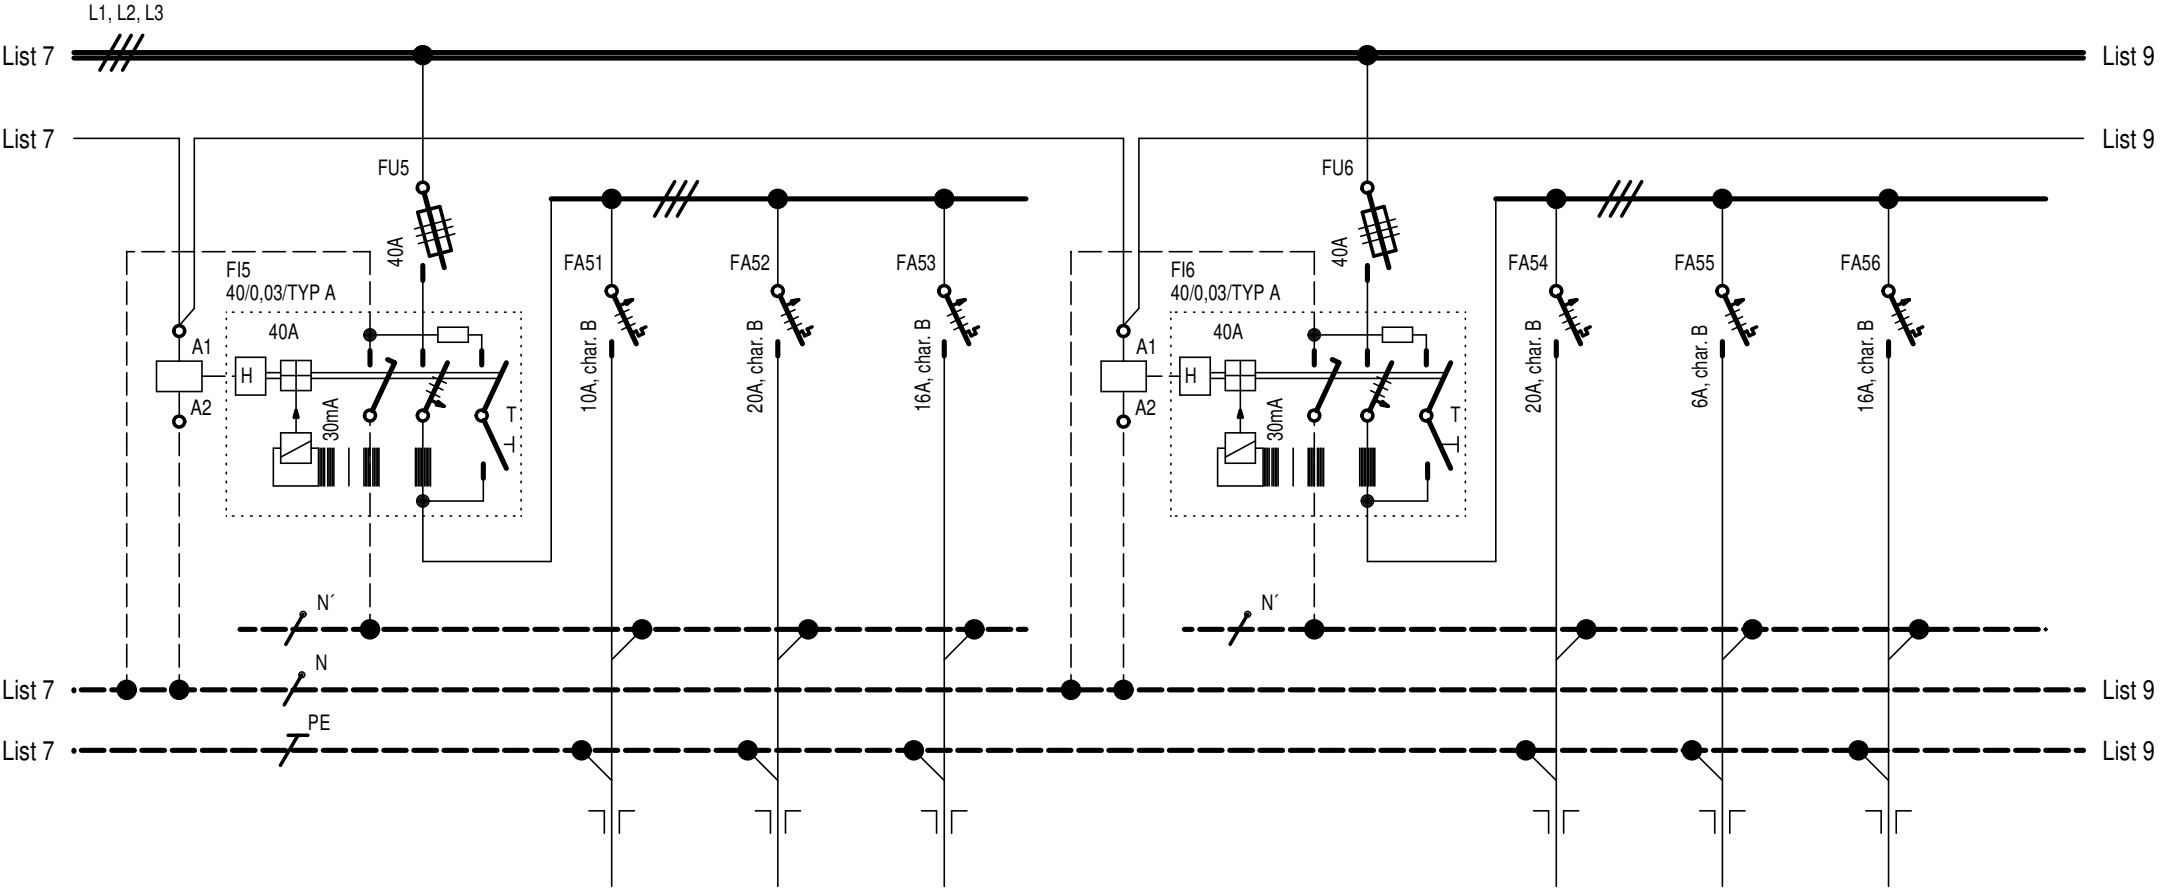 L1, L2, L3
List 7
List 9
List 7
List 9
FU5
FU6
40A
40A
FI5
40/0,03/TYP A
FA51
FA52
FA53
FI6
40/0,03/TYP A
FA54
FA55
FA56
40A
40A
10A, char. B
20A, char. B
16A, char. B
20A, char. B
6A, char. B
16A, char. B
A1
H
A2
30mA
T
A1
H
A2
30mA
T
N´
N´
N
List 7
List 9
PE
List 7
List 9